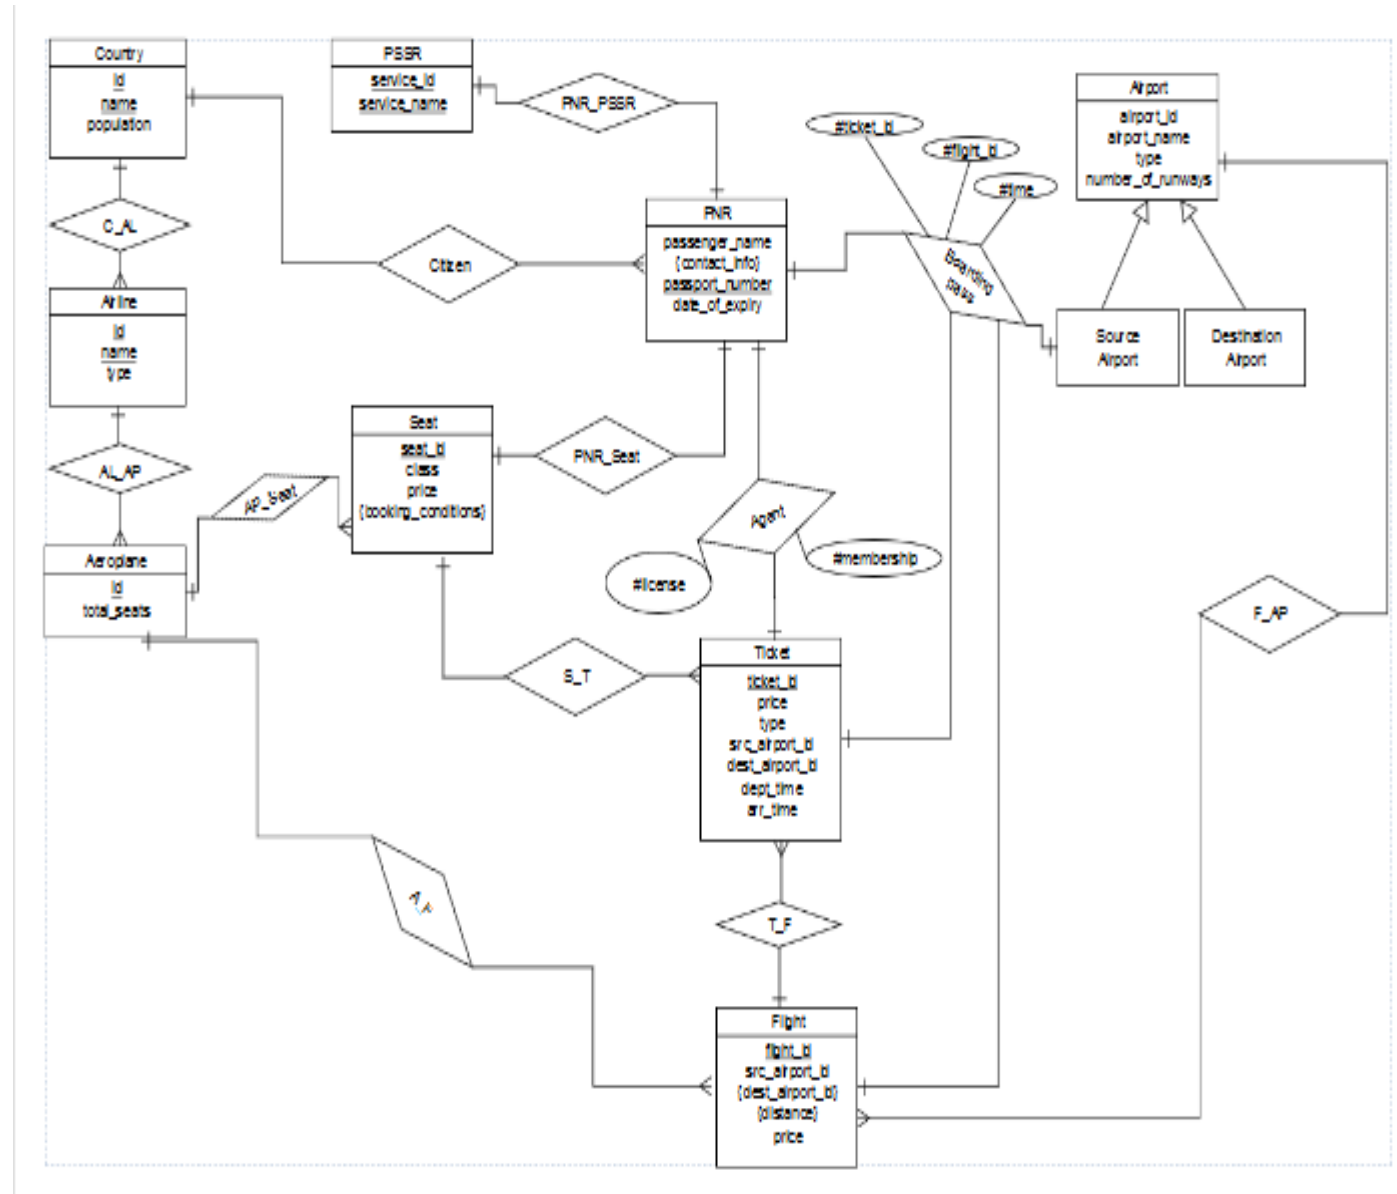 Country
id
name
population
PSSR
service_id
service_name
PNR_PSSR
#ticket_id
#flight_id
#time
Airport
airport_id
airport_name
type
number_of_runways
C_AL
Citizen
PNR
passenger_name
{contact_info}
passport_number
date_of_expiry
Boarding
pass
Source
Airport
Destination
Airport
Airline
id
name
type
AL_AP
AP_Seat
Seat
seat_id
class
price
{booking_conditions}
PNR_Seat
Agent
#license
#membership
Aeroplane
id
total_seats
F_AP
S_T
Ticket
ticket_id
price
type
src_airport_id
dest_airport_id
dept_time
arr_time
A_F
T_F
Flight
flight_id
src_airport_id
{dest_airport_id}
{distance}
price